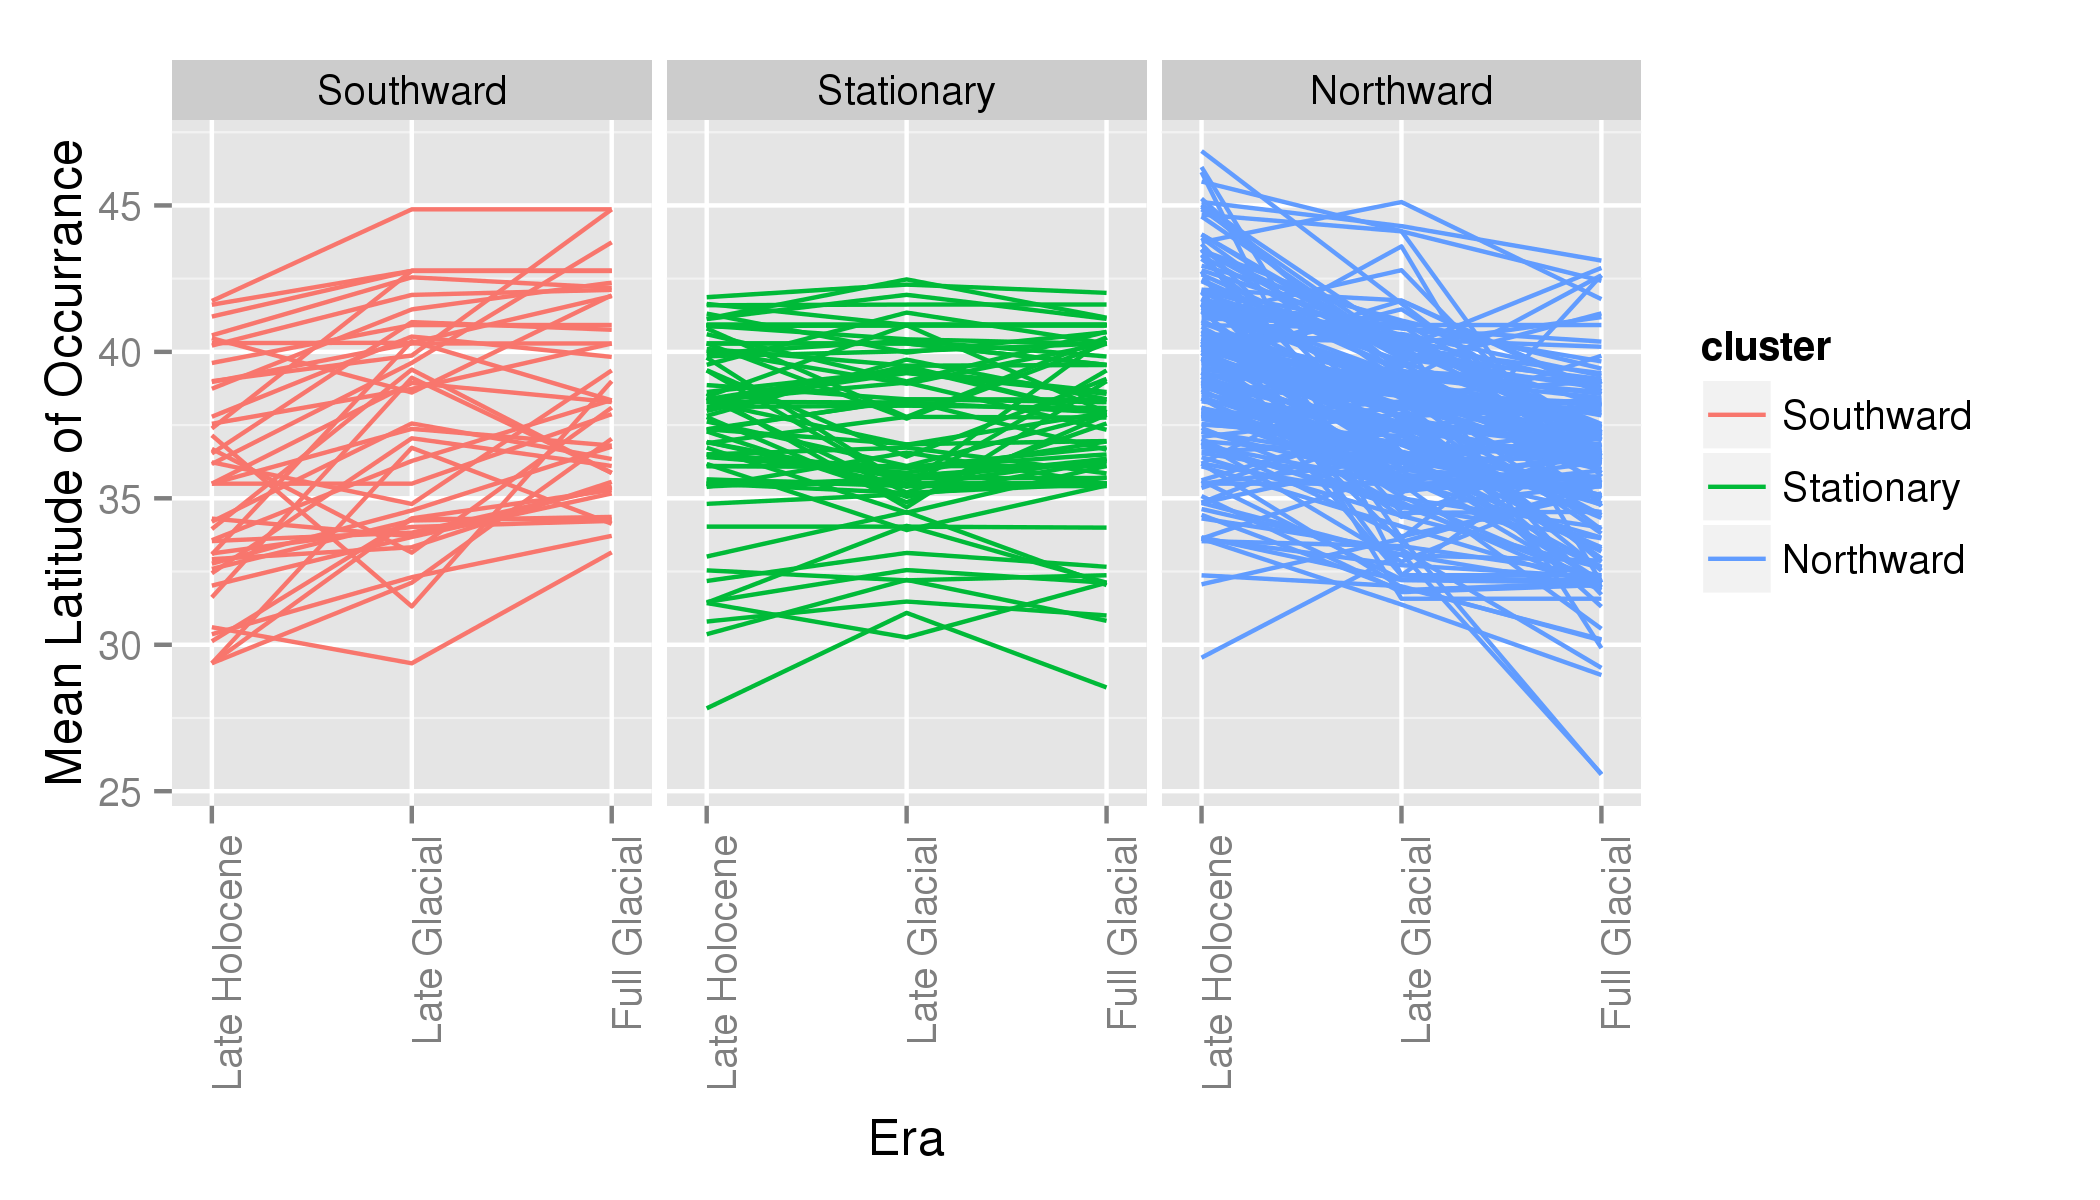 Southward
Stationary
Northward
Mean Latitude of Occurrance
45
40
35
30
25
Late Holocene
Late Glacial
Full Glacial
Late Holocene
Late Glacial
Full Glacial
Late Holocene
Late Glacial
Full Glacial
Era
cluster
Southward
Stationary
Northward